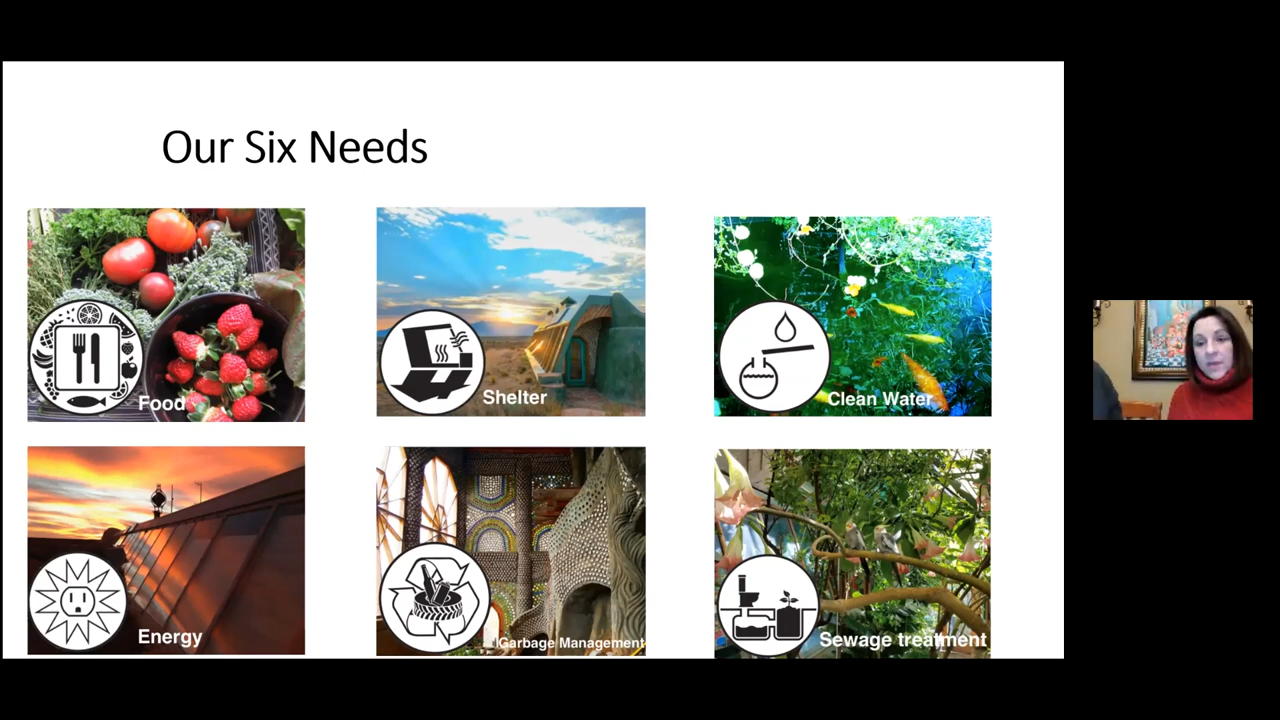 Our Six Needs
Food
Shelter
Clean Water
Energy
Garbage Management
Sewage treatment